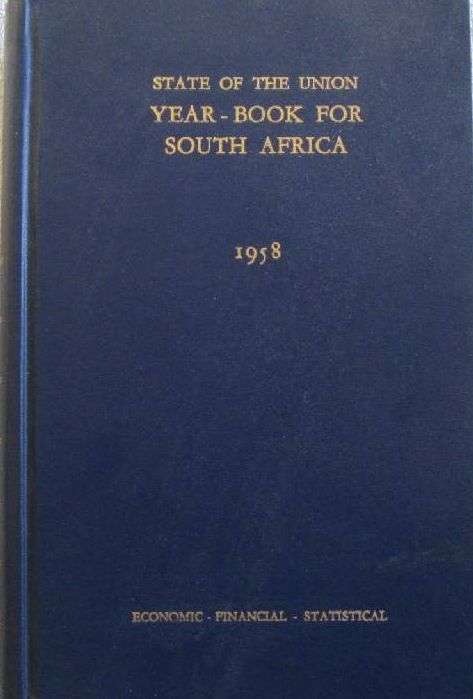 STATE OF THE UNION
YEAR-BOOK FOR
SOUTH AFRICA
1958
ECONOMIC - FINANCIAL - STATISTICAL